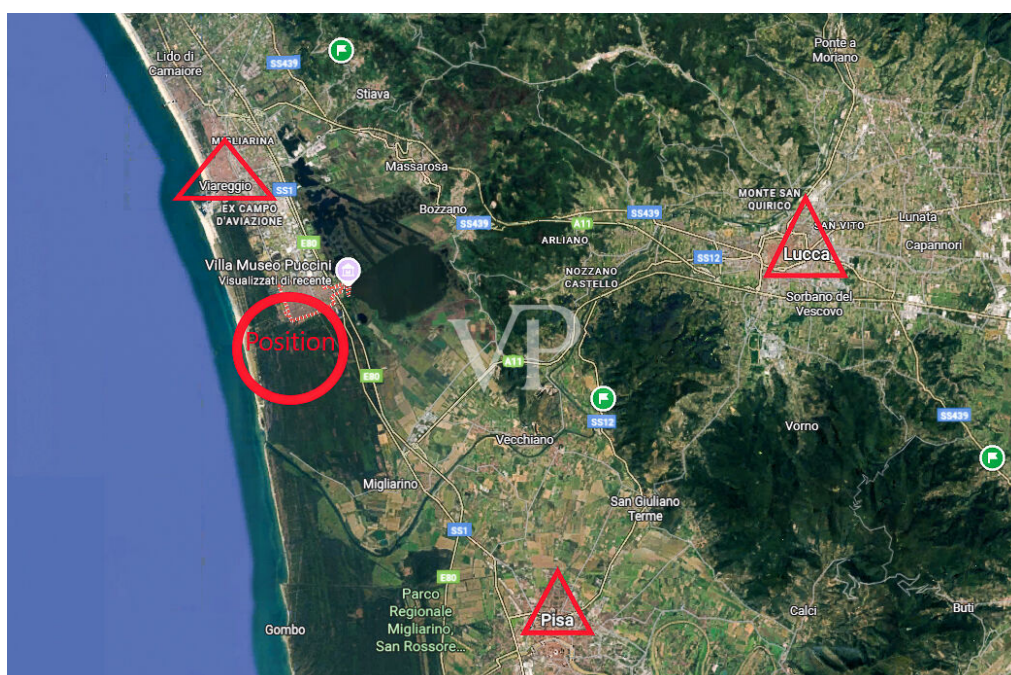 Lido di
Camaiore
SS439
Stiava
Ponte a
Moriano
MIGLIARINA
Viareggio
SS1
Massarosa
EX CAMPO
D'AVIAZIONE
Bozzano
SS439
SS439
A11
ARLIANO
MONTE SAN
QUIRICO
SAN VITO
Lunata
Capannori
E80
SS12
Lucca
Villa Museo Puccini
Visualizzati di recente
NOZZANO
CASTELLO
Sorbano del
Vescovo
Position
VP
A11
E80
SS12
SS439
Vorno
Vecchiano
Migliarino
San Giuliano
Terme
SS1
E80
Parco
Regionale
Migliarino,
San Rossore...
Pisa
Calci
Buti
Gombo